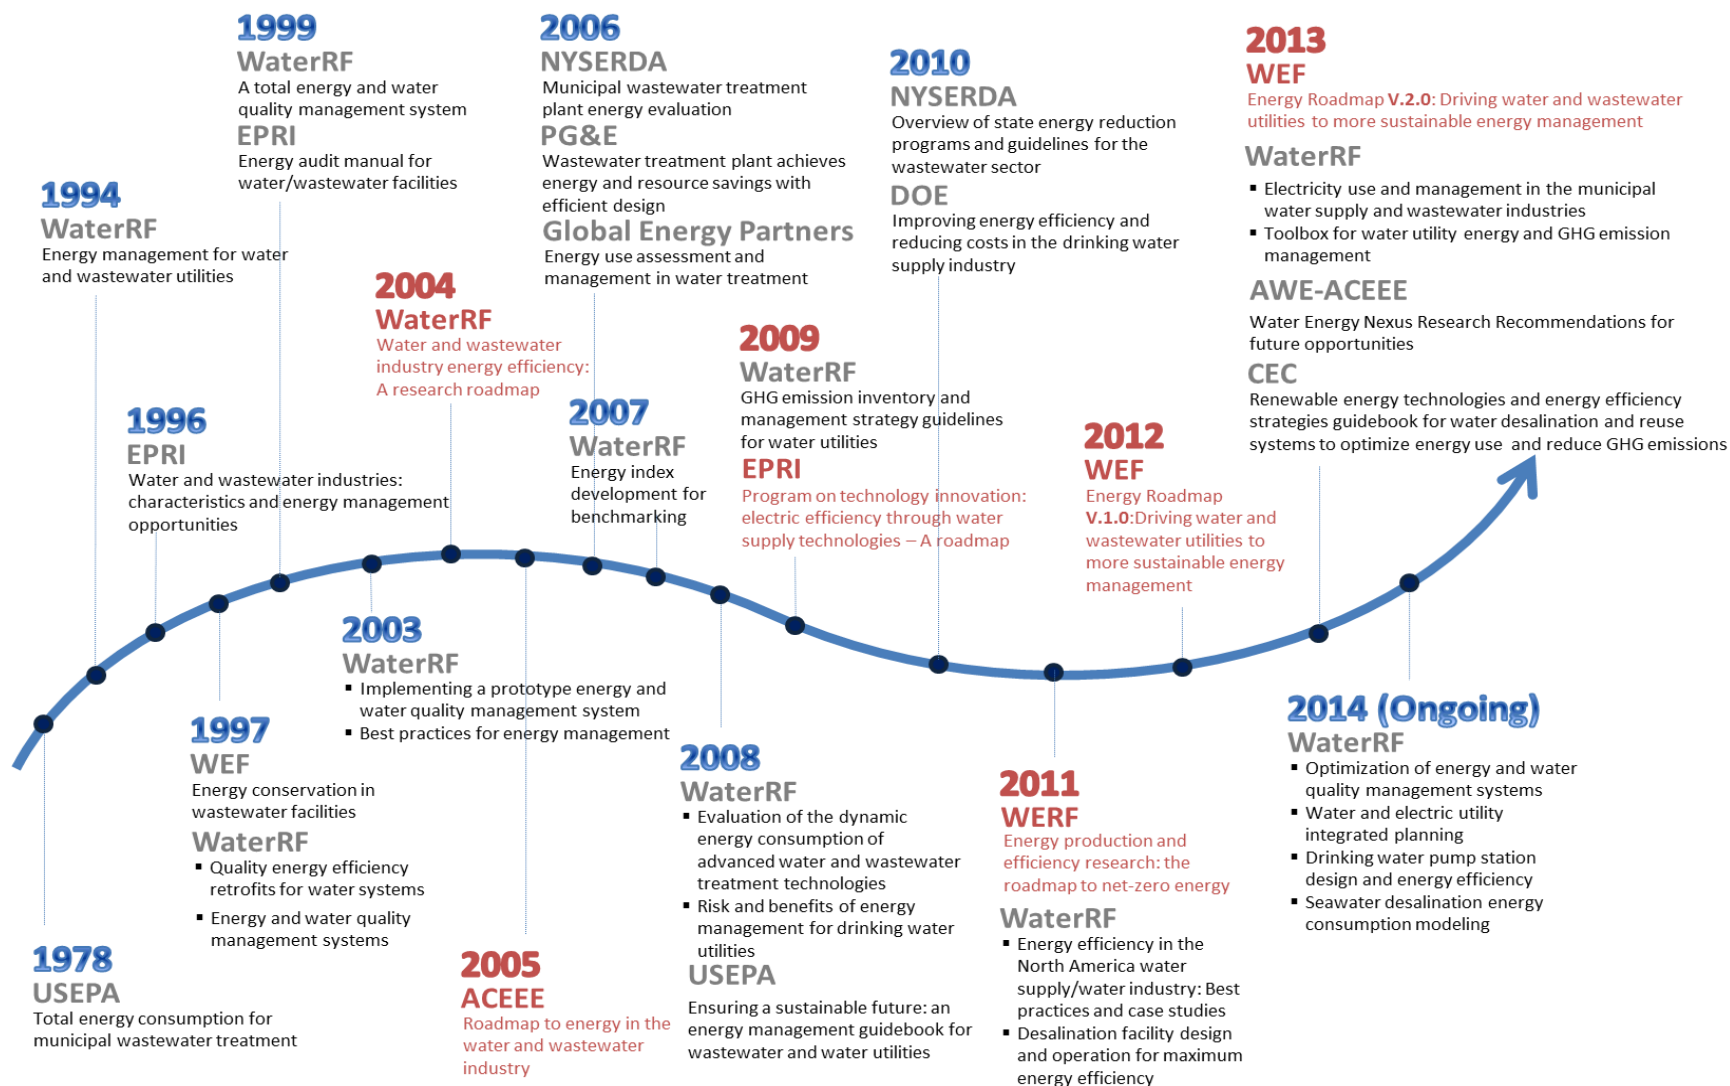 1994
WaterRF
Energy management for water
and wastewater utilities
1999
WaterRF
A total energy and water
quality management system
EPRI
Energy audit manual for
water/wastewater facilities
2006
NYSERDA
Municipal wastewater treatment
plant energy evaluation
PG&E
Wastewater treatment plant achieves
energy and resource savings with
efficient design
Global Energy Partners
Energy use assessment and
management in water treatment
2010
NYSERDA
Overview of state energy reduction
programs and guidelines for the
wastewater sector
DOE
Improving energy efficiency and
reducing costs in the drinking water
supply industry
2013
WEF
Energy Roadmap V.2.0: Driving water and wastewater
utilities to more sustainable energy management
WaterRF
▪ Electricity use and management in the municipal
water supply and wastewater industries
▪ Toolbox for water utility energy and GHG emission
management
AWE-ACEEE
Water Energy Nexus Research Recommendations for
future opportunities
CEC
Renewable energy technologies and energy efficiency
strategies guidebook for water desalination and reuse
systems to optimize energy use and reduce GHG emissions
2004
WaterRF
Water and wastewater
industry energy efficiency:
A research roadmap
1996
EPRI
Water and wastewater industries:
characteristics and energy management
opportunities
2007
WaterRF
Energy index
development for
benchmarking
2009
WaterRF
GHG emission inventory and
management strategy guidelines
for water utilities
EPRI
Program on technology innovation:
electric efficiency through water
supply technologies – A roadmap
2012
WEF
Energy Roadmap
V.1.0:Driving water and
wastewater utilities to
more sustainable energy
management
1978
USEPA
Total energy consumption for
municipal wastewater treatment
1997
WEF
Energy conservation in
wastewater facilities
WaterRF
▪ Quality energy efficiency
retrofits for water systems
▪ Energy and water quality
management systems
2003
WaterRF
▪ Implementing a prototype energy and
water quality management system
▪ Best practices for energy management
2005
ACEEE
Roadmap to energy in the
water and wastewater
industry
2008
WaterRF
▪ Evaluation of the dynamic
energy consumption of
advanced water and wastewater
treatment technologies
▪ Risk and benefits of energy
management for drinking water
utilities
USEPA
Ensuring a sustainable future: an
energy management guidebook for
wastewater and water utilities
2011
WERF
Energy production and
efficiency research: the
roadmap to net-zero energy
WaterRF
▪ Energy efficiency in the
North America water
supply/water industry: Best
practices and case studies
▪ Desalination facility design
and operation for maximum
energy efficiency
2014 (Ongoing)
WaterRF
▪ Optimization of energy and water
quality management systems
▪ Water and electric utility
integrated planning
▪ Drinking water pump station
design and energy efficiency
▪ Seawater desalination energy
consumption modeling